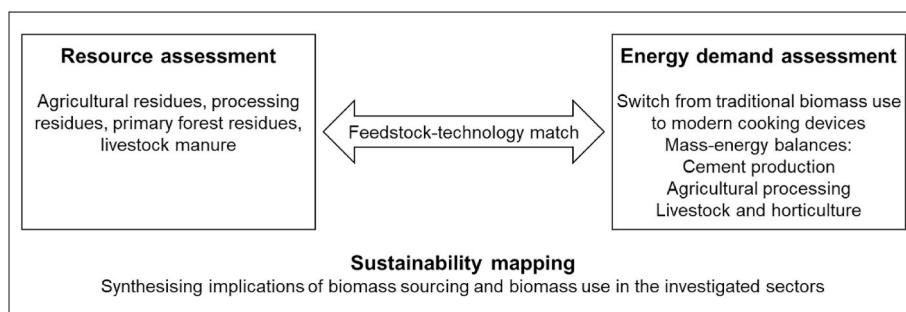 Resource assessment
Agricultural residues, processing
residues, primary forest residues,
livestock manure
Feedstock-technology match
Energy demand assessment
Switch from traditional biomass use
to modern cooking devices
Mass-energy balances:
Cement production
Agricultural processing
Livestock and horticulture
Sustainability mapping
Synthesising implications of biomass sourcing and biomass use in the investigated sectors